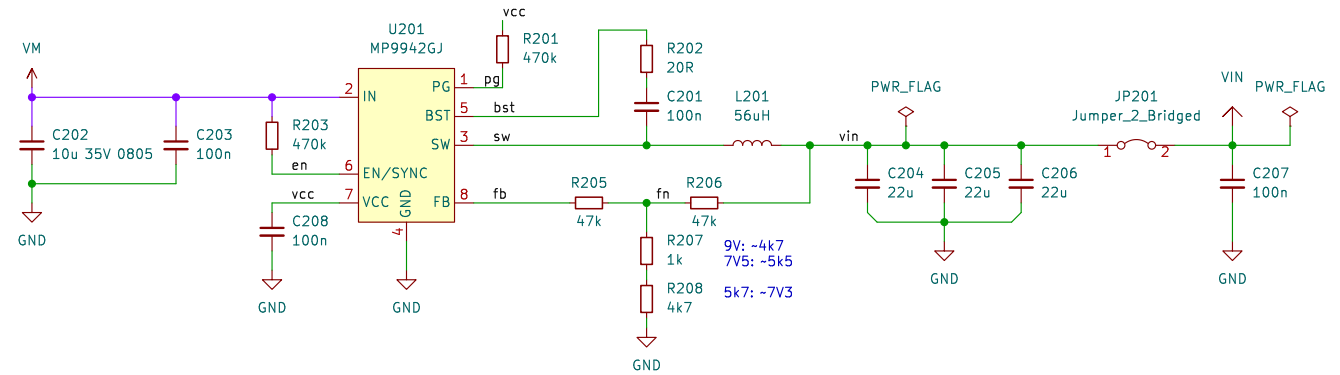 VM
C202
10u 35V 0805
GND
C203
100n
R203
470k
en
vcc
C208
100n
GND
U201
MP9942GJ
2
IN
6
EN/SYNC
7
VCC
GND
4
GND
PG
1
pg
BST
5
bst
SW
3
sw
FB
8
fb
vcc
R201
470k
R202
20R
C201
100n
L201
56uH
vin
R205
47k
fn
R206
47k
R207
1k
R208
4k7
GND
9V: ~4k7
7V5: ~5k5
5k7: ~7V3
PWR_FLAG
C204
22u
C205
22u
C206
22u
GND
JP201
Jumper_2_Bridged
1
2
VIN
PWR_FLAG
C207
100n
GND